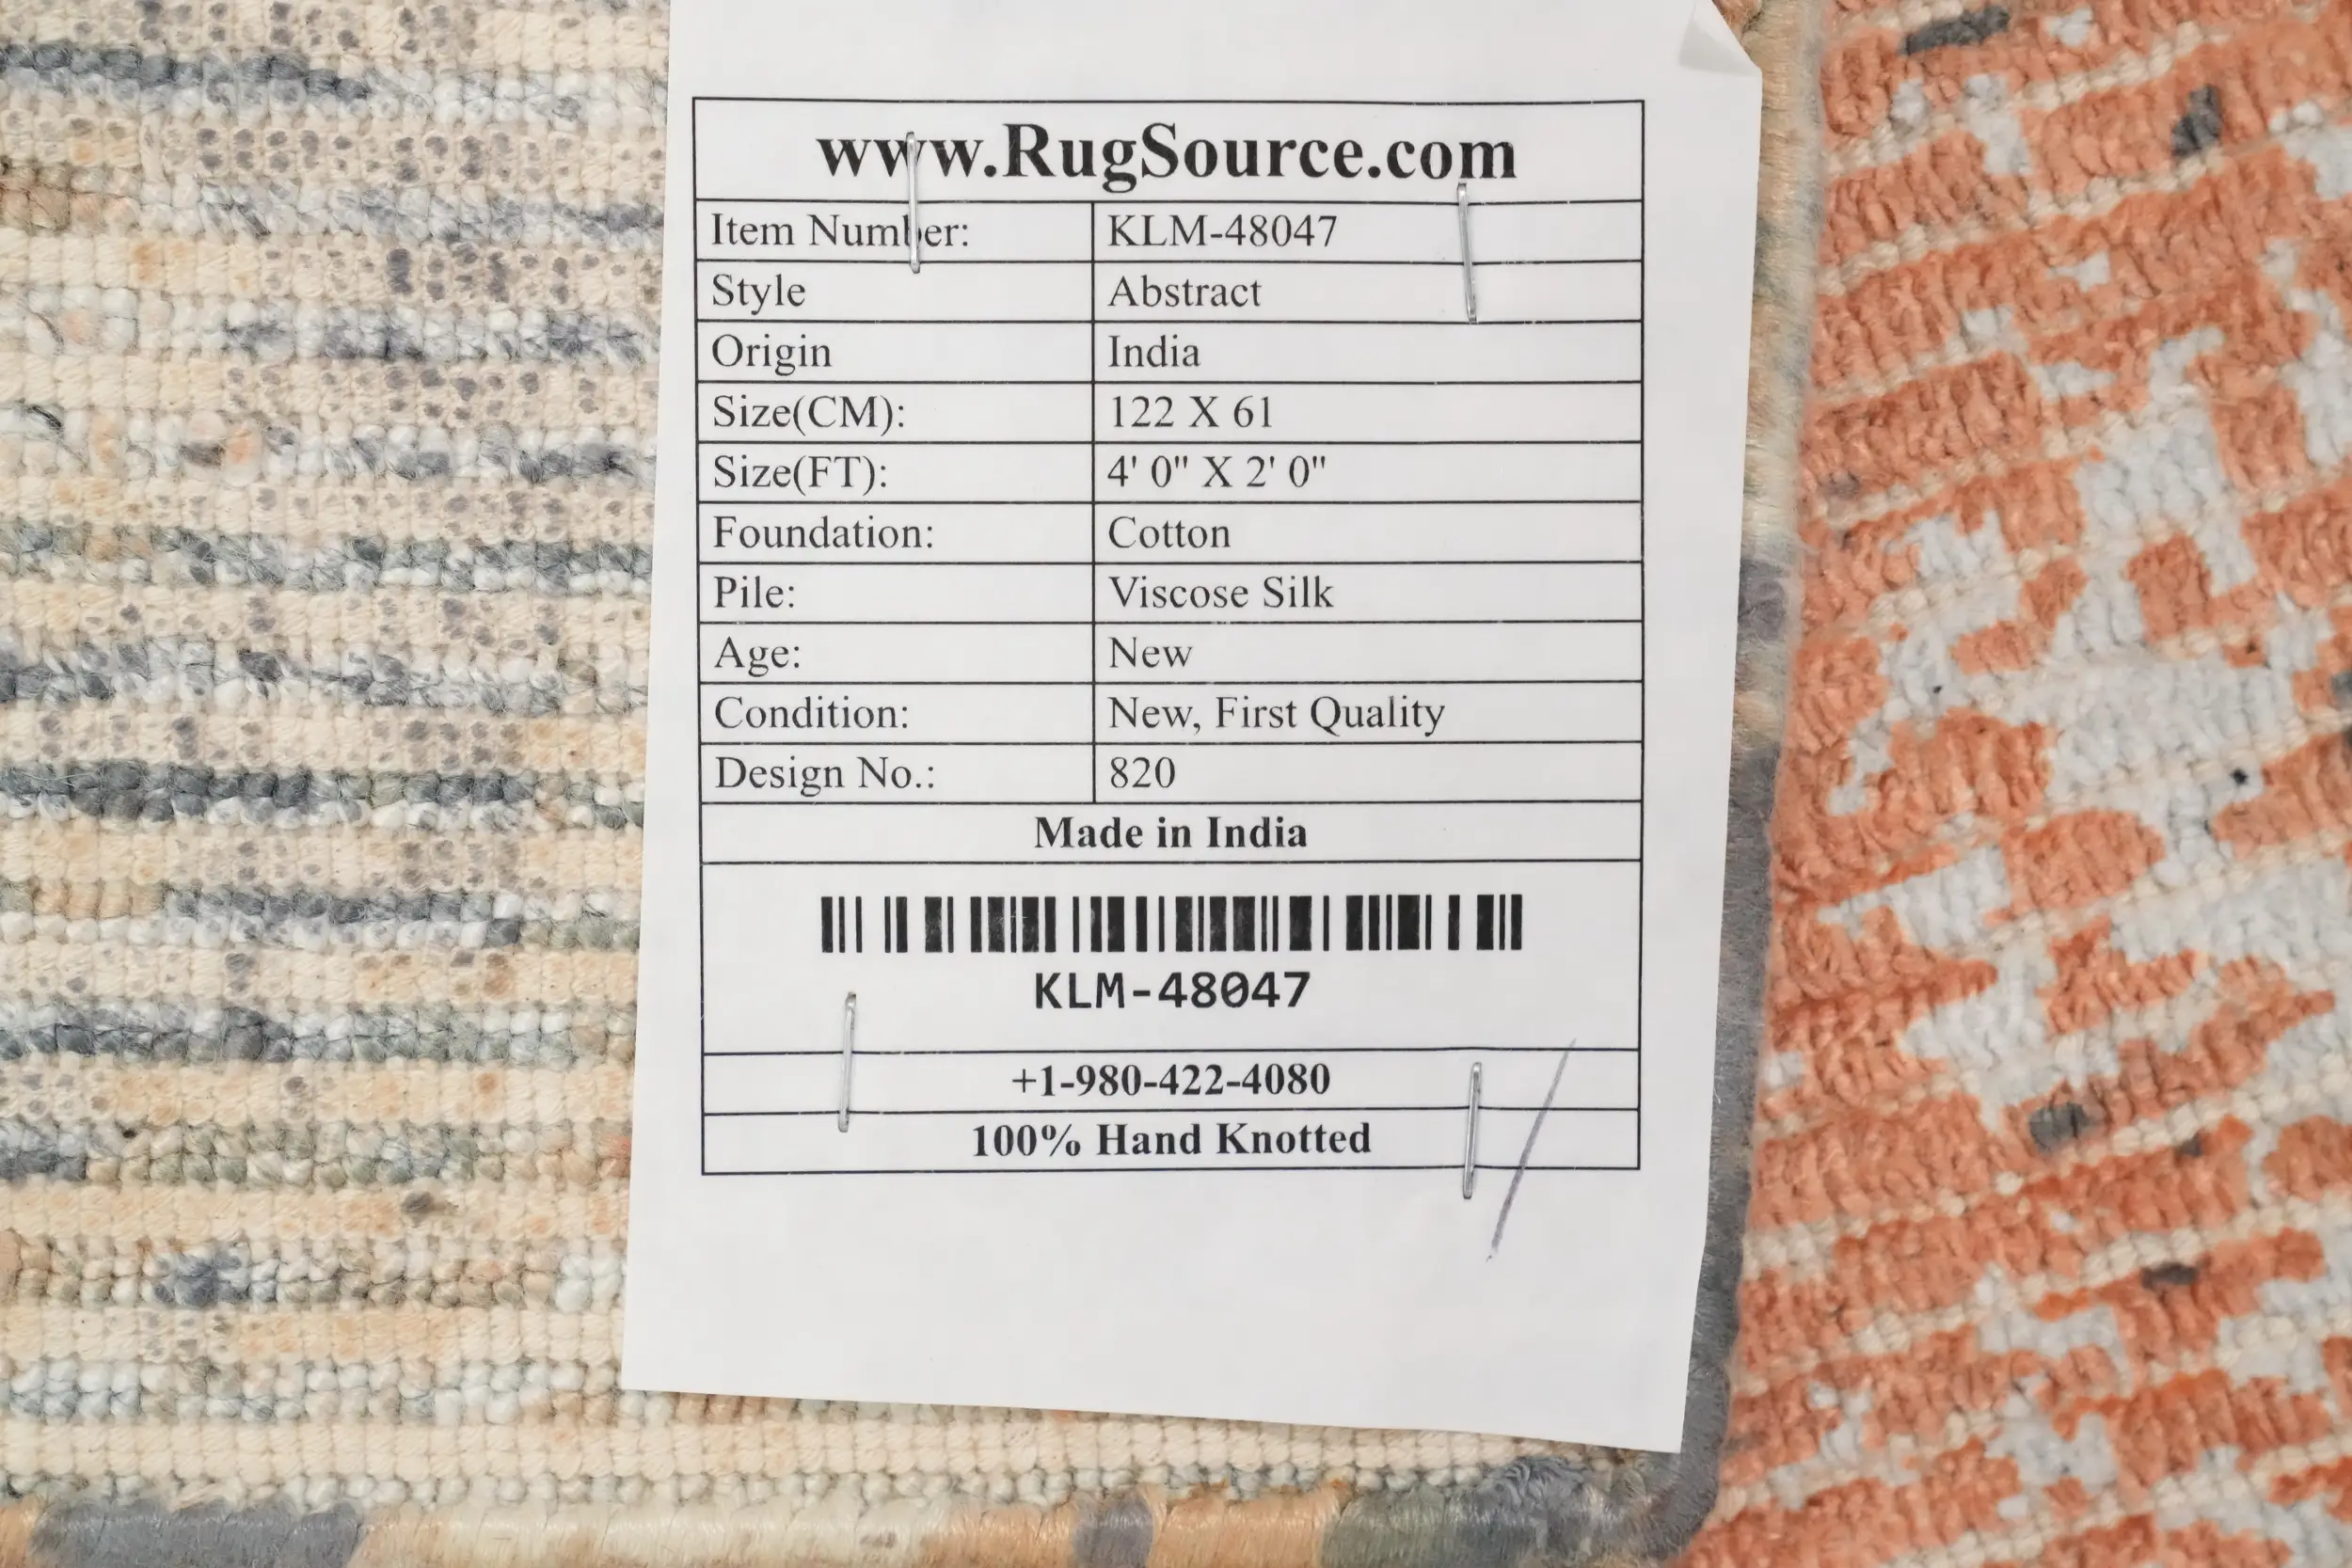 www.RugSource.com
Item Number: KLM-48047
Style Abstract
Origin India
Size(CM): 122 X 61
Size(FT): 4' 0" X 2' 0"
Foundation: Cotton
Pile: Viscose Silk
Age: New
Condition: New, First Quality
Design No.: 820
Made in India
KLM-48047
+1-980-422-4080
100% Hand Knotted